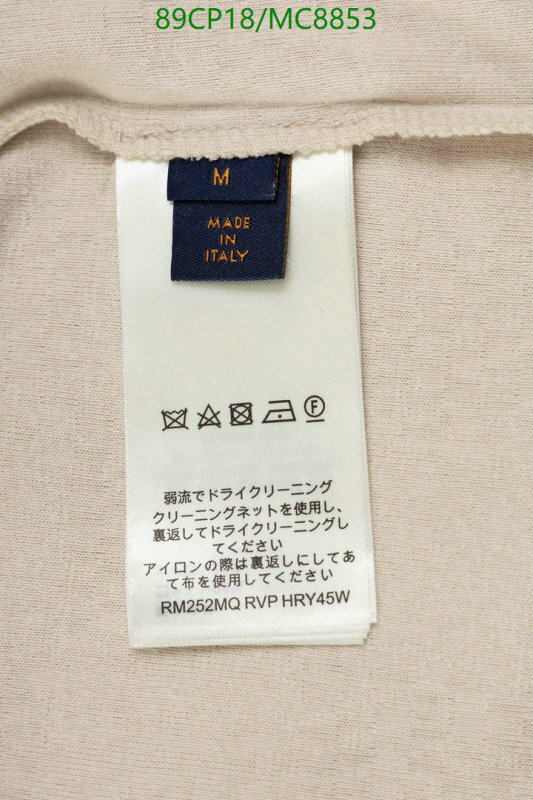 89CP18/MC8853
M
MADE
IN
ITALY
F
弱流でドライクリーニング
クリーニングネットを使用し、
裏返してドライクリーニングし
てください
アイロンの際は裏返しにしてあ
て布を使用してください
RM252MQ RVP HRY45W